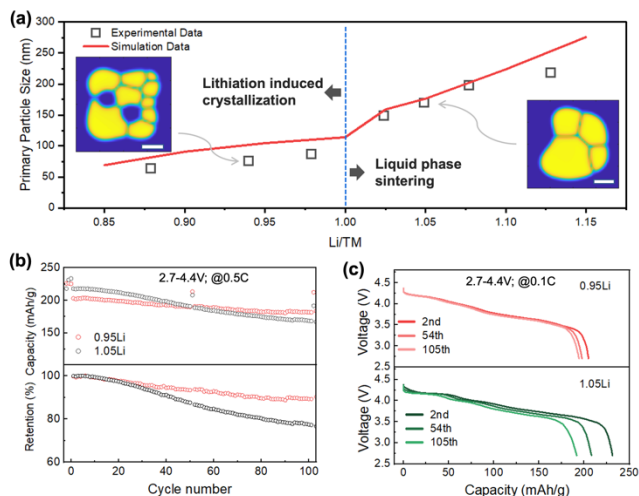 (a)
300
250
200
150
100
50
0
Primary Particle Size (nm)
Experimental Data
Simulation Data
Lithiation induced
crystallization
Liquid phase
sintering
0.85 0.90 0.95 1.00 1.05 1.10 1.15
Li/TM
(b)
2.7-4.4V; @0.5C
250
200
150
Capacity (mAh/g)
0.95Li
1.05Li
100
80
60
Retention (%)
0 20 40 60 80 100
Cycle number
(c)
2.7-4.4V; @0.1C
4.5
4.0
3.5
3.0
2.5
Voltage (V)
0.95Li
2nd
54th
105th
4.5
4.0
3.5
3.0
2.5
Voltage (V)
1.05Li
2nd
54th
105th
0 50 100 150 200 250
Capacity (mAh/g)